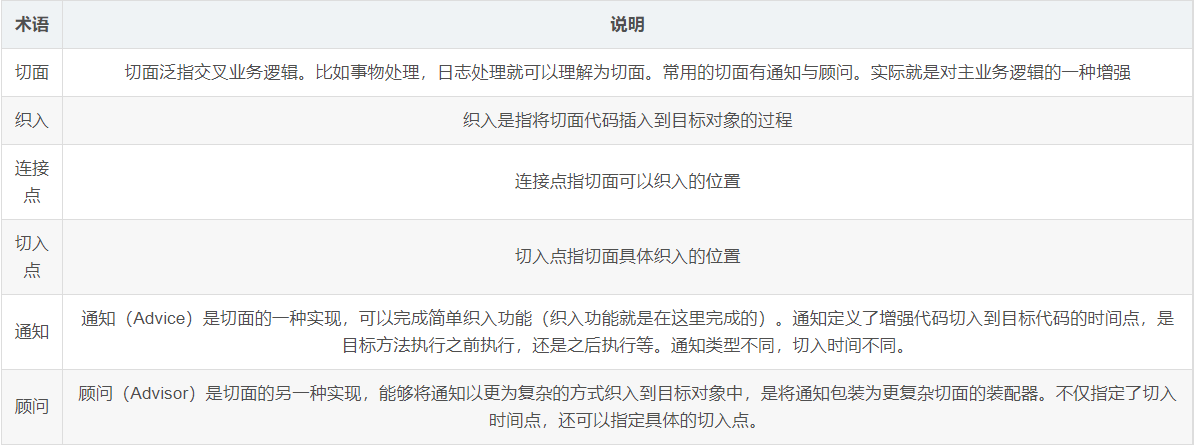 术语 说明
切面 切面泛指交叉业务逻辑。比如事物处理，日志处理就可以理解为切面。常用的切面有通知与顾问。实际就是对主业务逻辑的一种增强
织入 织入是指将切面代码插入到目标对象的过程
连接
点
连接点指切面可以织入的位置
切入
点
切入点指切面具体织入的位置
通知
通知（Advice）是切面的一种实现，可以完成简单织入功能（织入功能就是在这里完成的）。通知定义了增强代码切入到目标代码的时间点，是
目标方法执行之前执行，还是之后执行等。通知类型不同，切入时间不同。
顾问
顾问（Advisor）是切面的另一种实现，能够将通知以更为复杂的方式织入到目标对象中，是将通知包装为更复杂切面的装配器。不仅指定了切入
时间点，还可以指定具体的切入点。